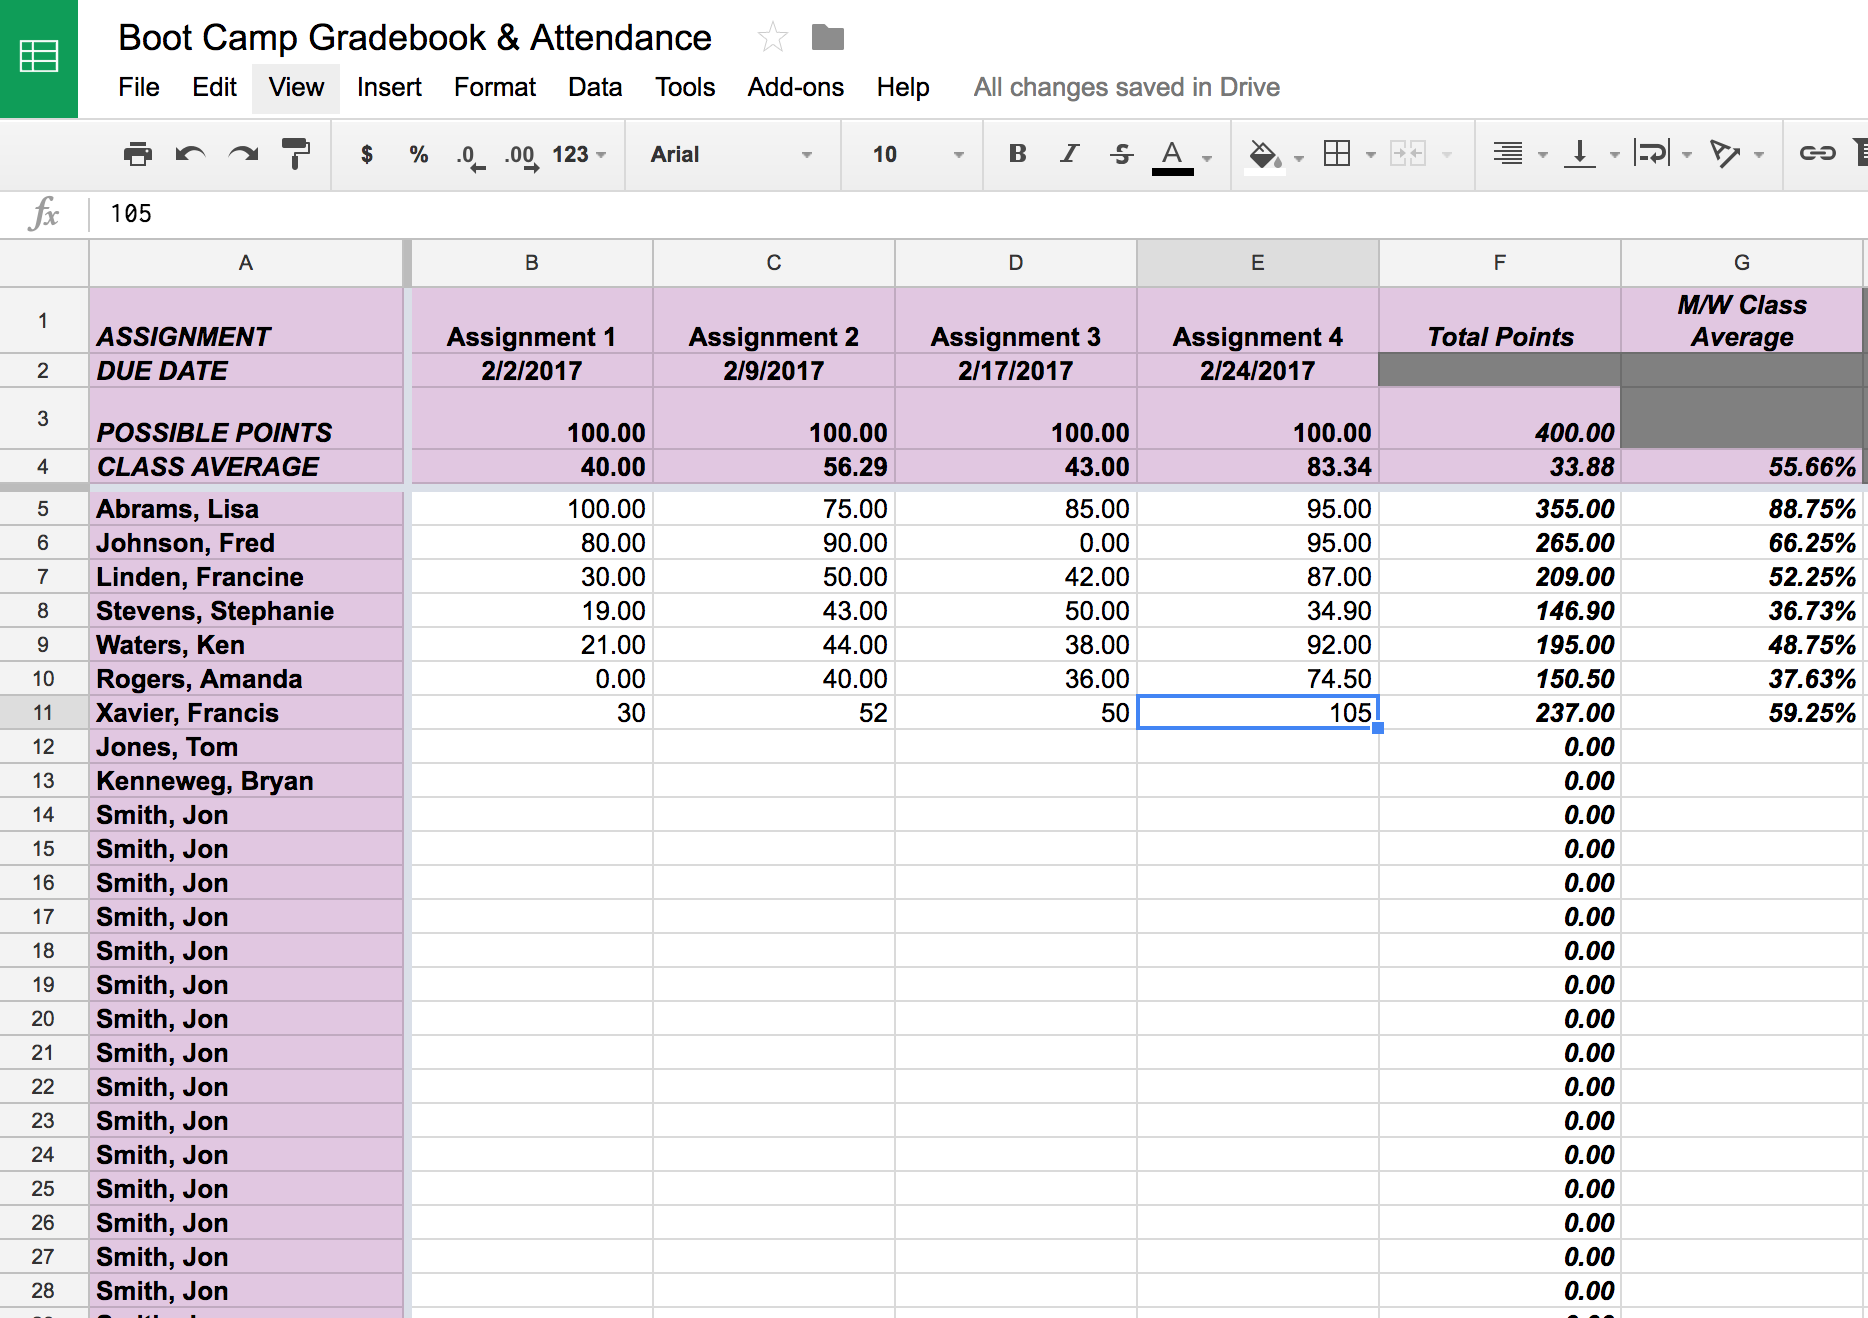 Boot Camp Gradebook & Attendance
File Edit View Insert Format Data Tools Add-ons Help All changes saved in Drive
$ % .0 .00 123 Arial 10 B I S A
fx 105
A B C D E F G
1 ASSIGNMENT Assignment 1 Assignment 2 Assignment 3 Assignment 4 Total Points M/W Class Average
2 DUE DATE 2/2/2017 2/9/2017 2/17/2017 2/24/2017
3 POSSIBLE POINTS 100.00 100.00 100.00 100.00 400.00
4 CLASS AVERAGE 40.00 56.29 43.00 83.34 33.88 55.66%
5 Abrams, Lisa 100.00 75.00 85.00 95.00 355.00 88.75%
6 Johnson, Fred 80.00 90.00 0.00 95.00 265.00 66.25%
7 Linden, Francine 30.00 50.00 42.00 87.00 209.00 52.25%
8 Stevens, Stephanie 19.00 43.00 50.00 34.90 146.90 36.73%
9 Waters, Ken 21.00 44.00 38.00 92.00 195.00 48.75%
10 Rogers, Amanda 0.00 40.00 36.00 74.50 150.50 37.63%
11 Xavier, Francis 30 52 50 105 237.00 59.25%
12 Jones, Tom 0.00
13 Kenneweg, Bryan 0.00
14 Smith, Jon 0.00
15 Smith, Jon 0.00
16 Smith, Jon 0.00
17 Smith, Jon 0.00
18 Smith, Jon 0.00
19 Smith, Jon 0.00
20 Smith, Jon 0.00
21 Smith, Jon 0.00
22 Smith, Jon 0.00
23 Smith, Jon 0.00
24 Smith, Jon 0.00
25 Smith, Jon 0.00
26 Smith, Jon 0.00
27 Smith, Jon 0.00
28 Smith, Jon 0.00